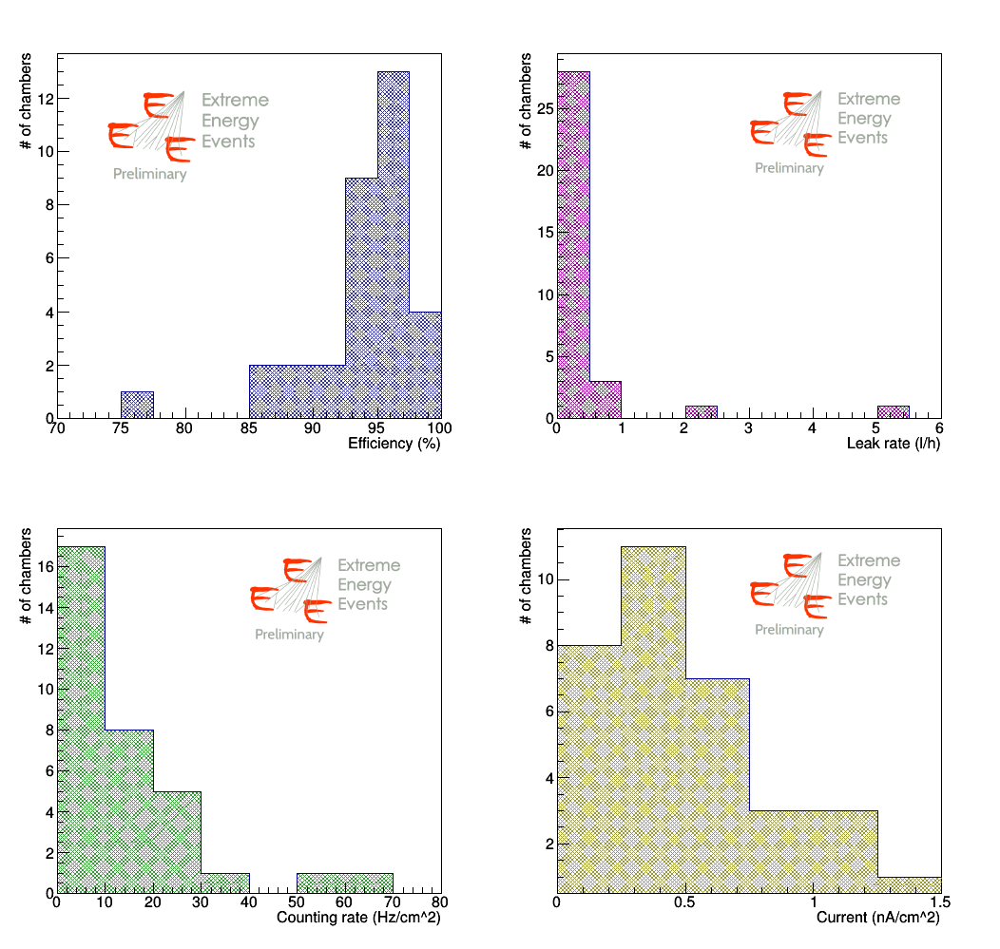 # of chambers
12
10
8
6
4
2
0
70
75
80
85
90
95
100
Efficiency (%)
Extreme
Energy
Events
Preliminary
# of chambers
25
20
15
10
5
0
0
1
2
3
4
5
6
Leak rate (l/h)
Extreme
Energy
Events
Preliminary
# of chambers
16
14
12
10
8
6
4
2
0
0
10
20
30
40
50
60
70
80
Counting rate (Hz/cm^2)
Extreme
Energy
Events
Preliminary
# of chambers
10
8
6
4
2
0
0.5
1
1.5
Current (nA/cm^2)
Extreme
Energy
Events
Preliminary